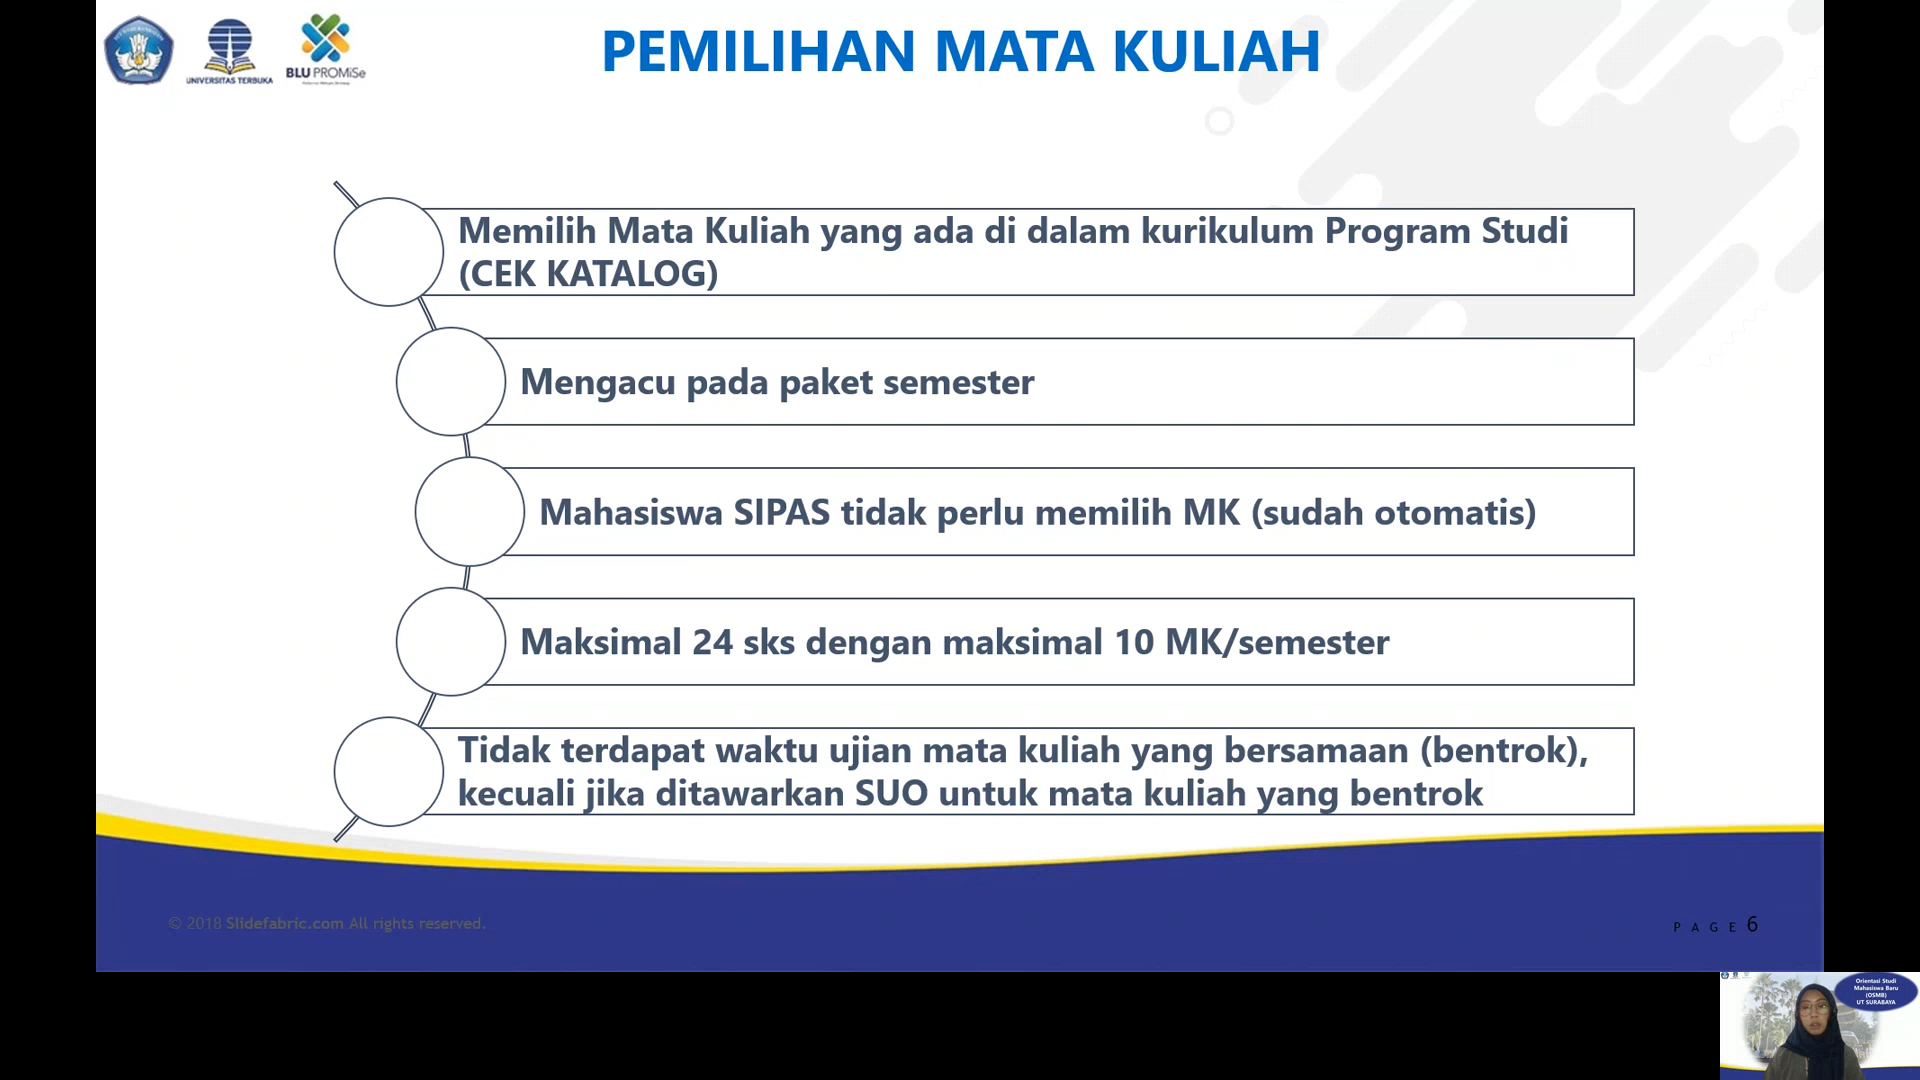 UNIVERSITAS TERBUKA
BLU PROMiSe
PEMILIHAN MATA KULIAH
Memilih Mata Kuliah yang ada di dalam kurikulum Program Studi
(CEK KATALOG)
Mengacu pada paket semester
Mahasiswa SIPAS tidak perlu memilih MK (sudah otomatis)
Maksimal 24 sks dengan maksimal 10 MK/semester
Tidak terdapat waktu ujian mata kuliah yang bersamaan (bentrok),
kecuali jika ditawarkan SUO untuk mata kuliah yang bentrok
© 2018 Slidefabric.com All rights reserved.
PAGE 6
Orientasi Studi
Mahasiswa Baru
(OSMB)
UT SURABAYA